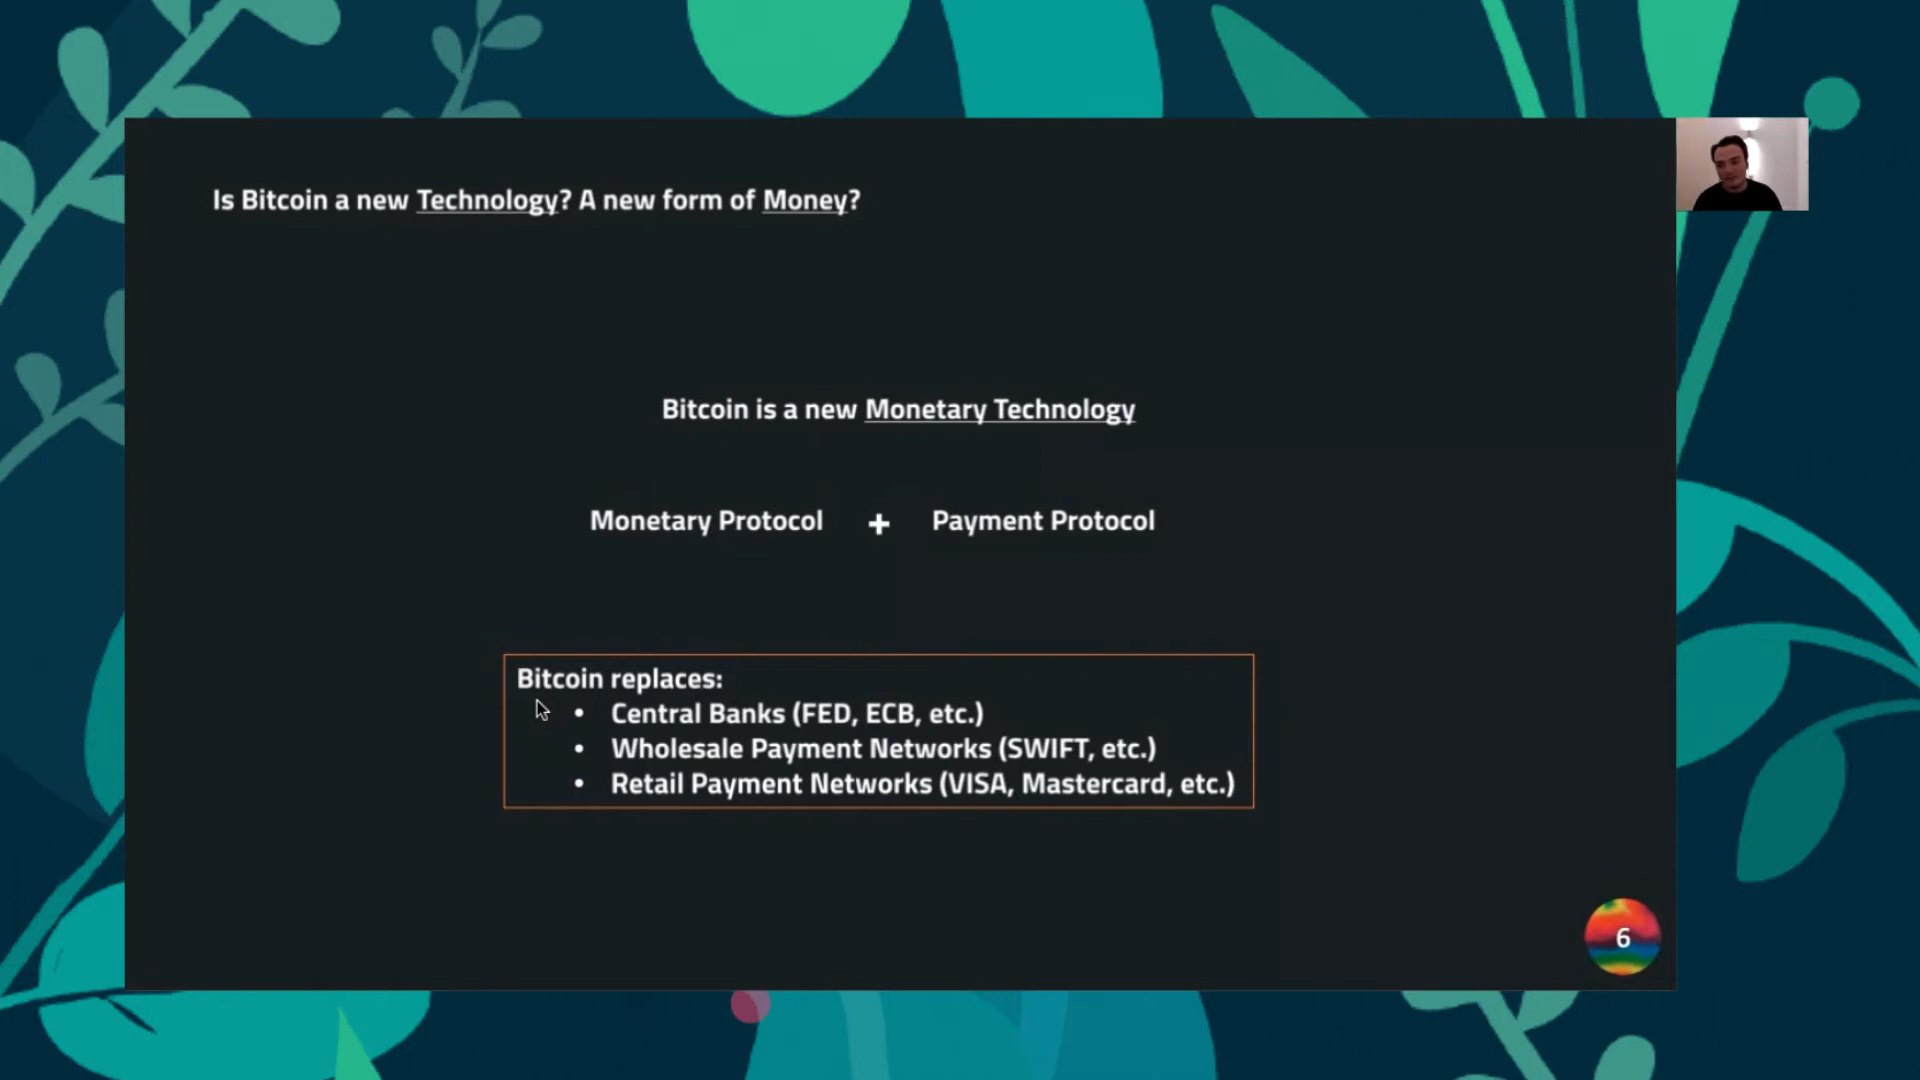 Is Bitcoin a new Technology? A new form of Money?
Bitcoin is a new Monetary Technology
Monetary Protocol + Payment Protocol
Bitcoin replaces:
• Central Banks (FED, ECB, etc.)
• Wholesale Payment Networks (SWIFT, etc.)
• Retail Payment Networks (VISA, Mastercard, etc.)
6